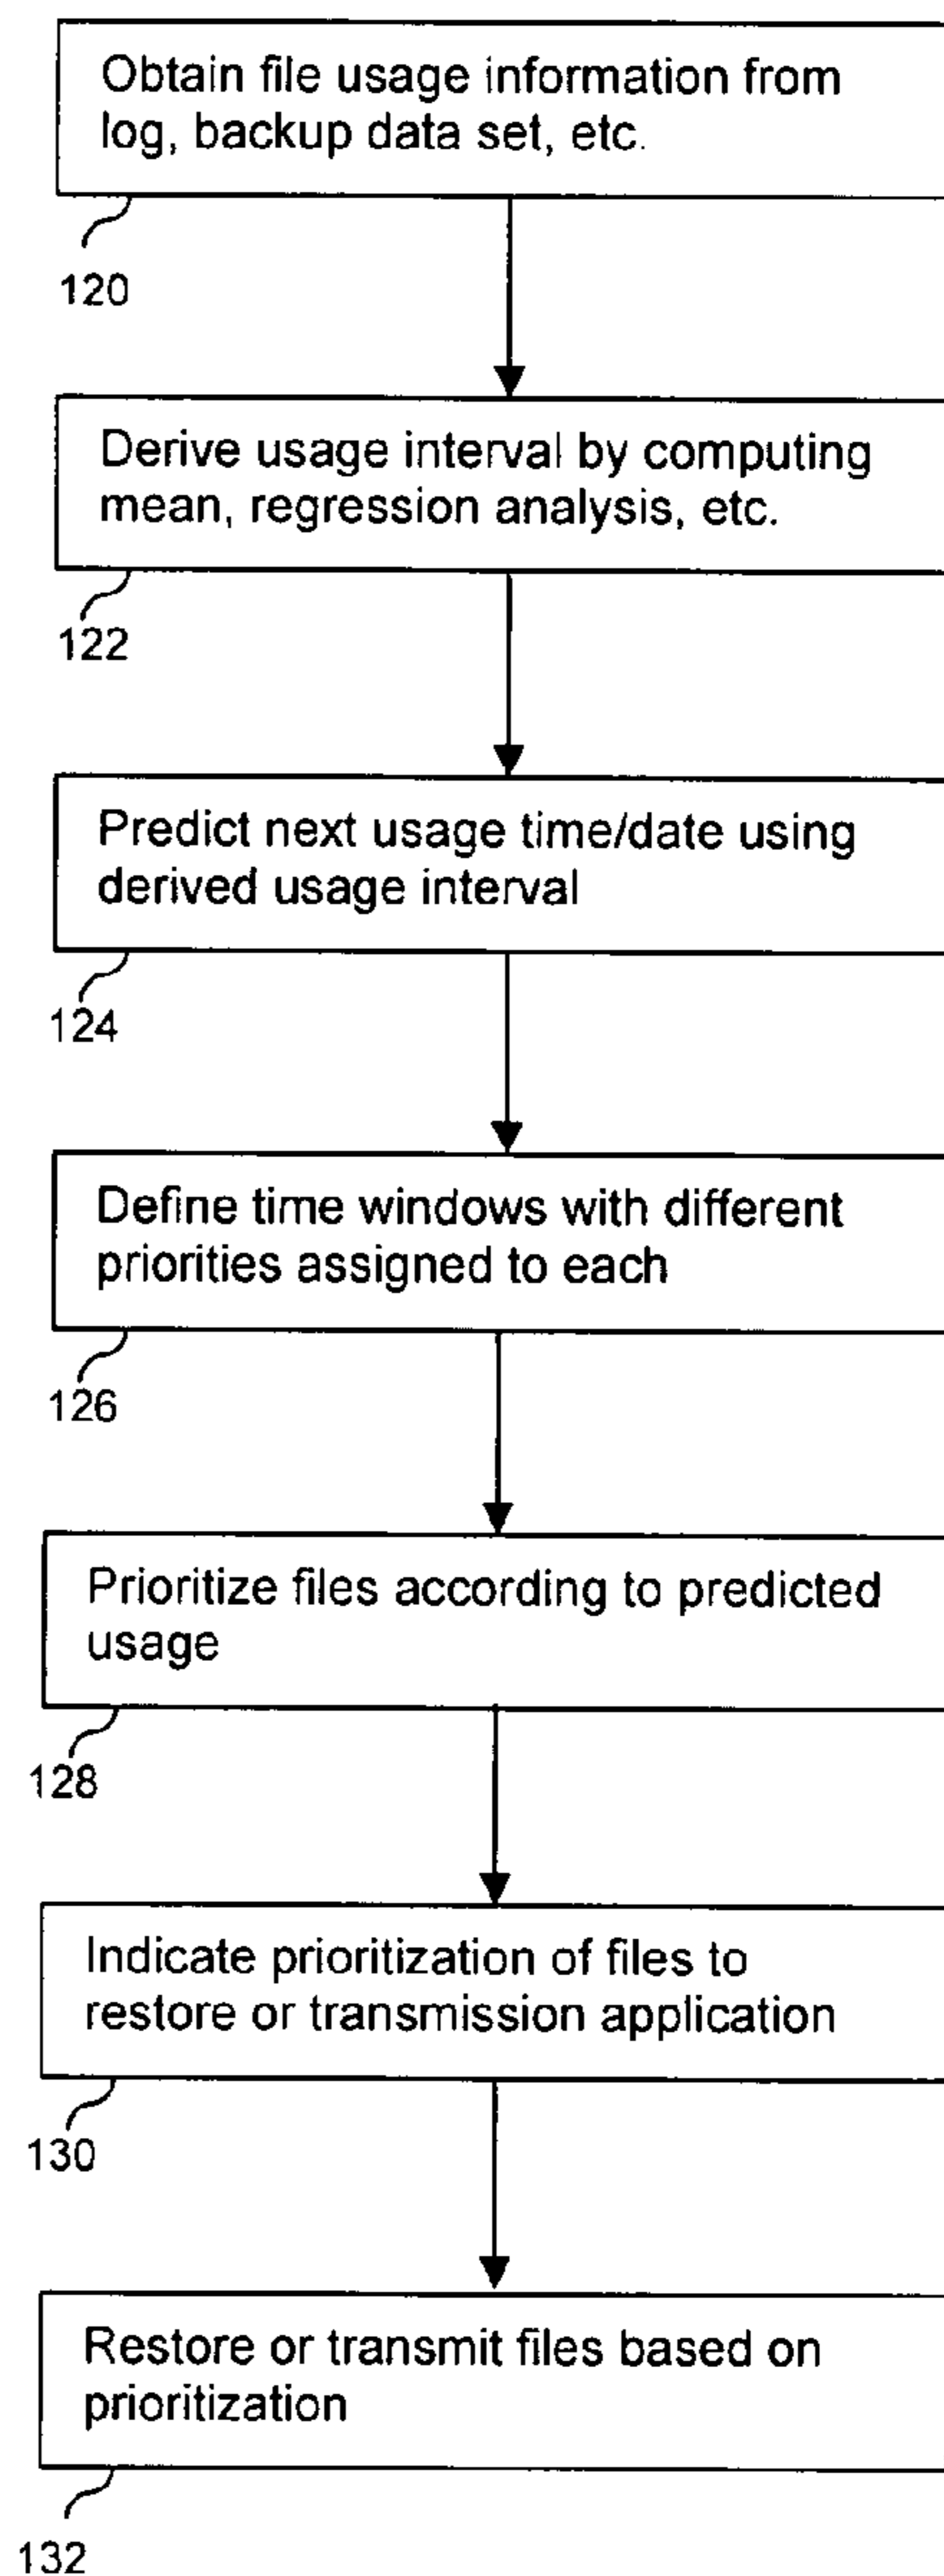 Obtain file usage information from
log, backup data set, etc.
120
Derive usage interval by computing
mean, regression analysis, etc.
122
Predict next usage time/date using
derived usage interval
124
Define time windows with different
priorities assigned to each
126
Prioritize files according to predicted
usage
128
Indicate prioritization of files to
restore or transmission application
130
Restore or transmit files based on
prioritization
132